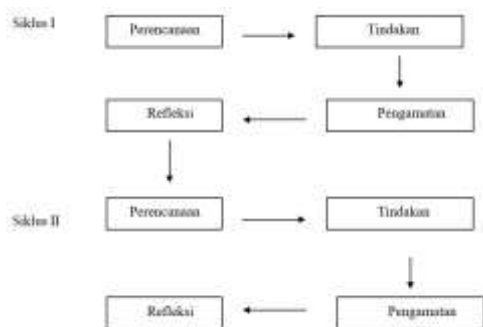 Siklus I
Perencanaan
Tindakan
Refleksi
Pengamatan
Siklus II
Perencanaan
Tindakan
Refleksi
Pengamatan